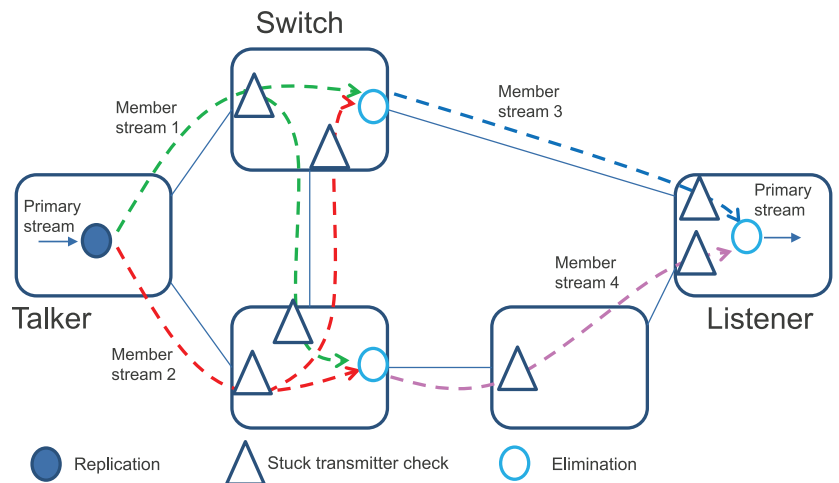 Switch
Member
stream 1
Member
stream 3
Primary
stream
Primary
stream
Member
stream 4
Talker
Listener
Member
stream 2
Replication
Stuck transmitter check
Elimination